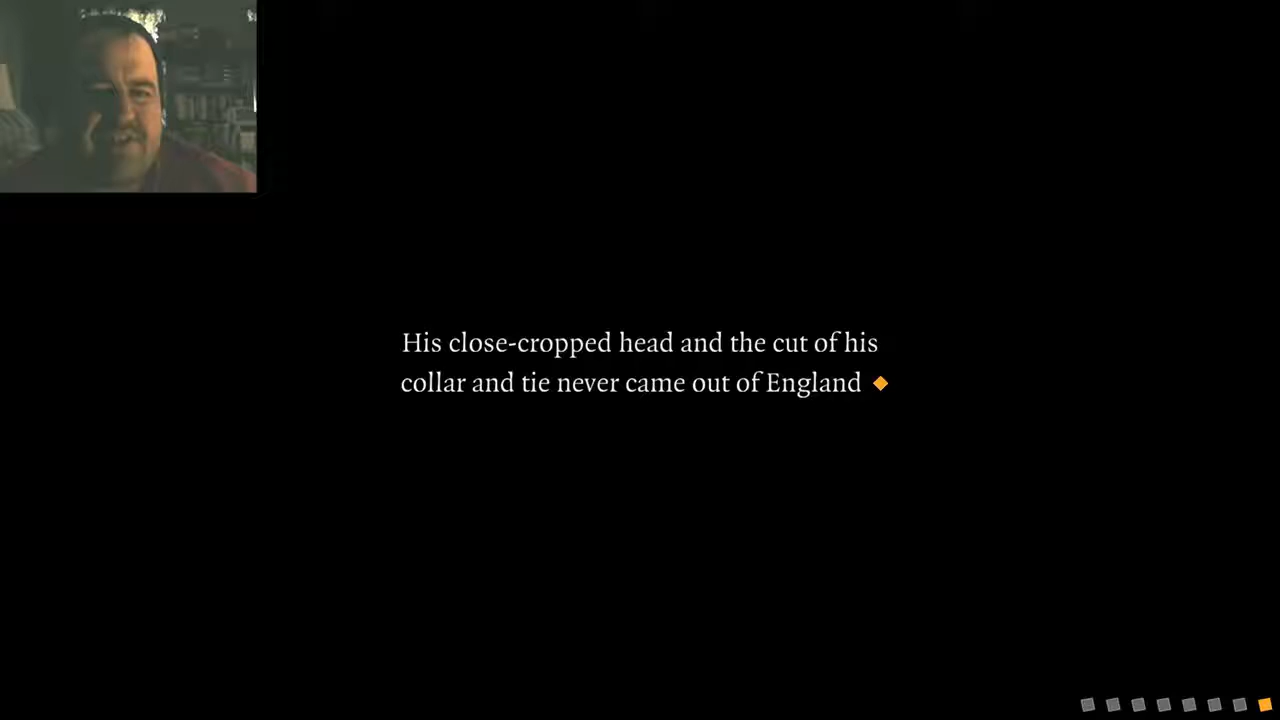 His close-cropped head and the cut of his
collar and tie never came out of England